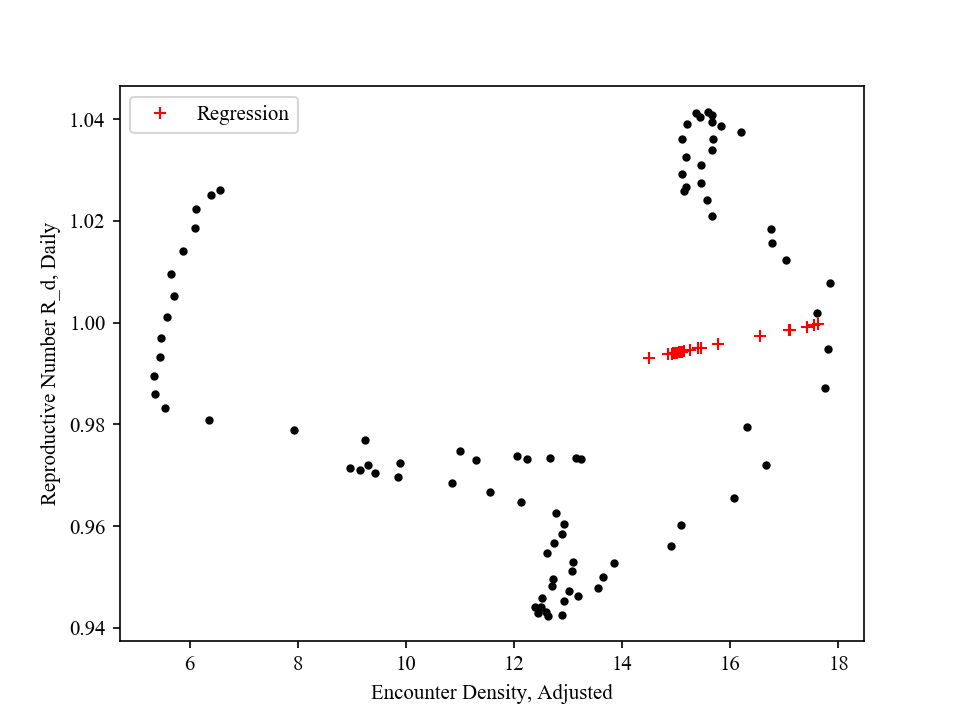 Regression
1.04
1.02
1.00
0.98
0.96
0.94
Reproductive Number R_d, Daily
6 8 10 12 14 16 18
Encounter Density, Adjusted